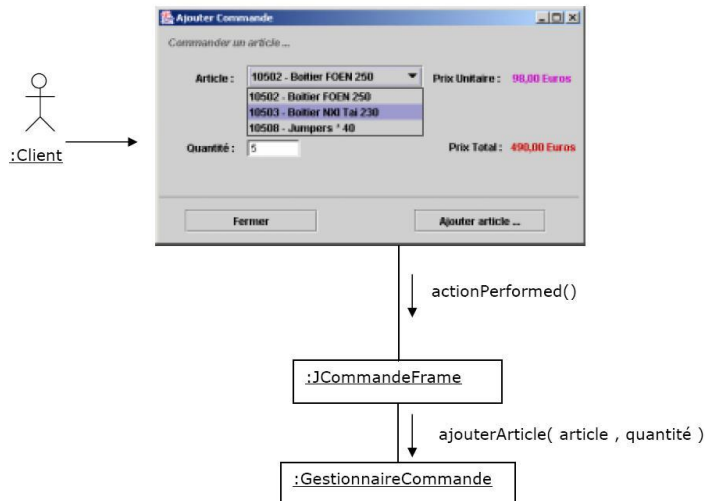 Ajouter Commande
Commander un article ...
Article : 10502 - Boitier FOEN 250 Prix Unitaire : 98,00 Euros
10502 - Boitier FOEN 250
10503 - Boitier NXI Tai 230
10508 - Jumpers * 40
Quantité : 5 Prix Total : 490,00 Euros
Fermer Ajouter article ...
:Client
actionPerformed()
:JCommandeFrame
ajouterArticle( article , quantité )
:GestionnaireCommande